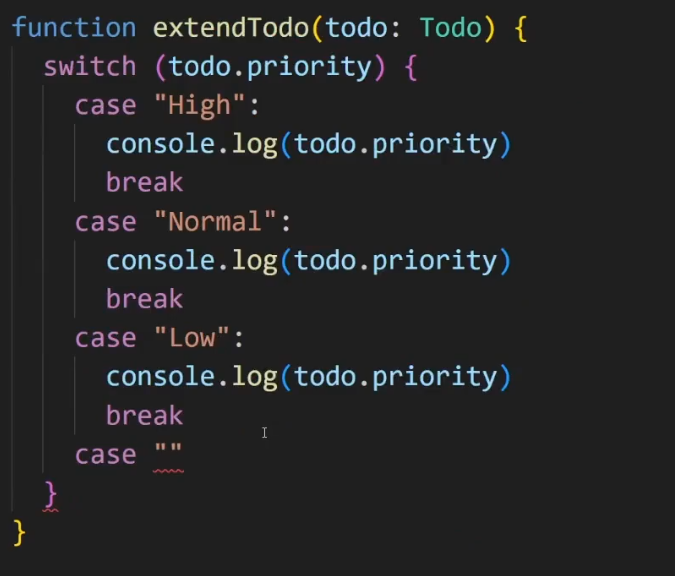 function extendTodo(todo: Todo) {
  switch (todo.priority) {
    case "High":
      console.log(todo.priority)
      break
    case "Normal":
      console.log(todo.priority)
      break
    case "Low":
      console.log(todo.priority)
      break
    case ""
  }
}